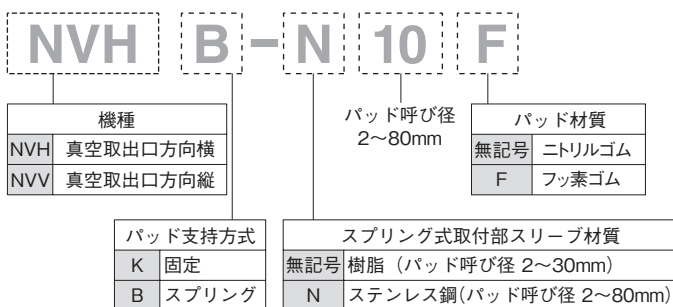 NVH B-N 10 F
機種
NVH 真空取出口方向横
NVV 真空取出口方向縦
パッド呼び径
2〜80mm
パッド材質
無記号 ニトリルゴム
F フッ素ゴム
パッド支持方式
K 固定
B スプリング
スプリング式取付部スリーブ材質
無記号 樹脂（パッド呼び径 2〜30mm）
N ステンレス鋼(パッド呼び径 2〜80mm)